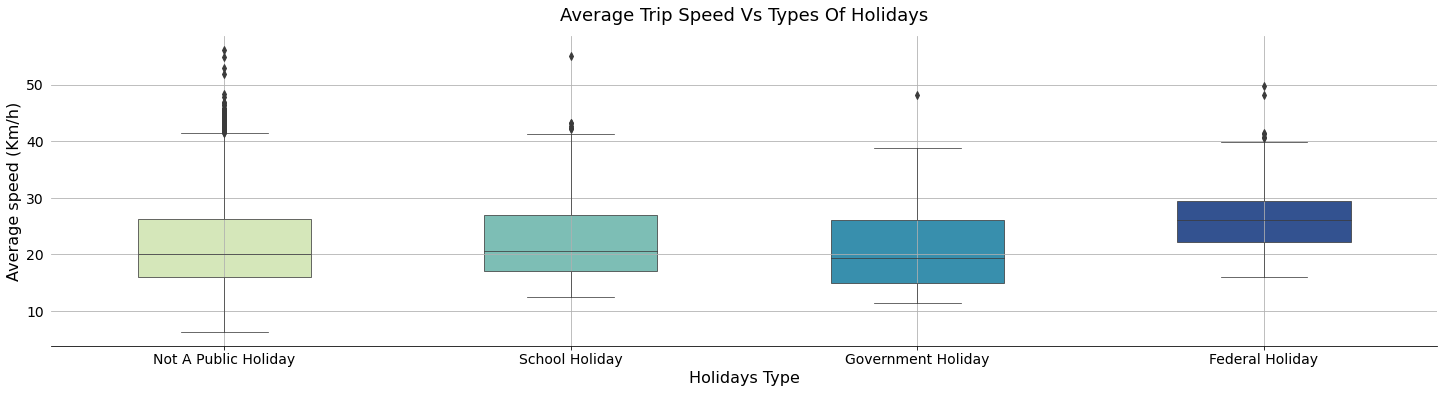 Average Trip Speed Vs Types Of Holidays
Average speed (Km/h)
50
40
30
20
10
Not A Public Holiday
School Holiday
Government Holiday
Federal Holiday
Holidays Type